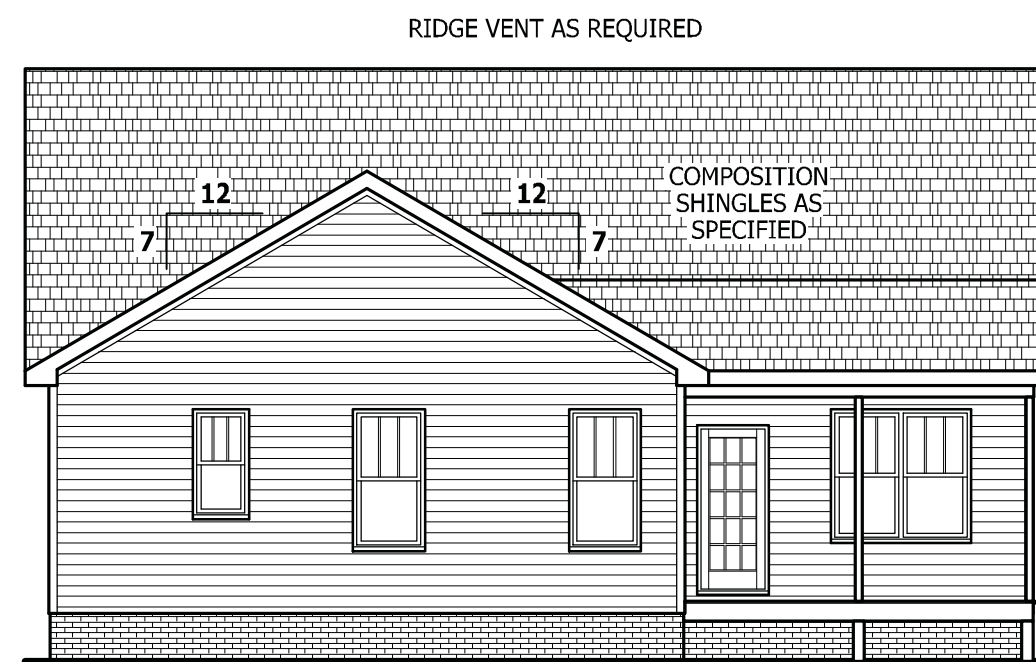 RIDGE VENT AS REQUIRED
COMPOSITION
SHINGLES AS
SPECIFIED
12
7
12
7